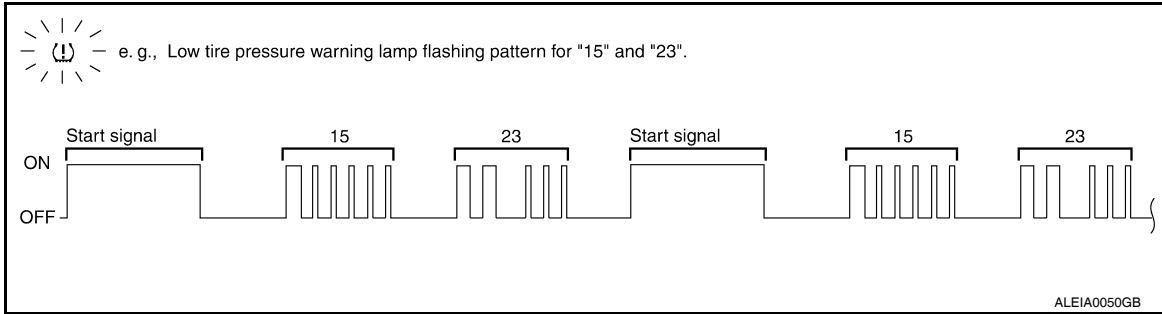 (!) e. g., Low tire pressure warning lamp flashing pattern for "15" and "23".
Start signal 15 23 Start signal 15 23
ON
OFF
ALEIA0050GB